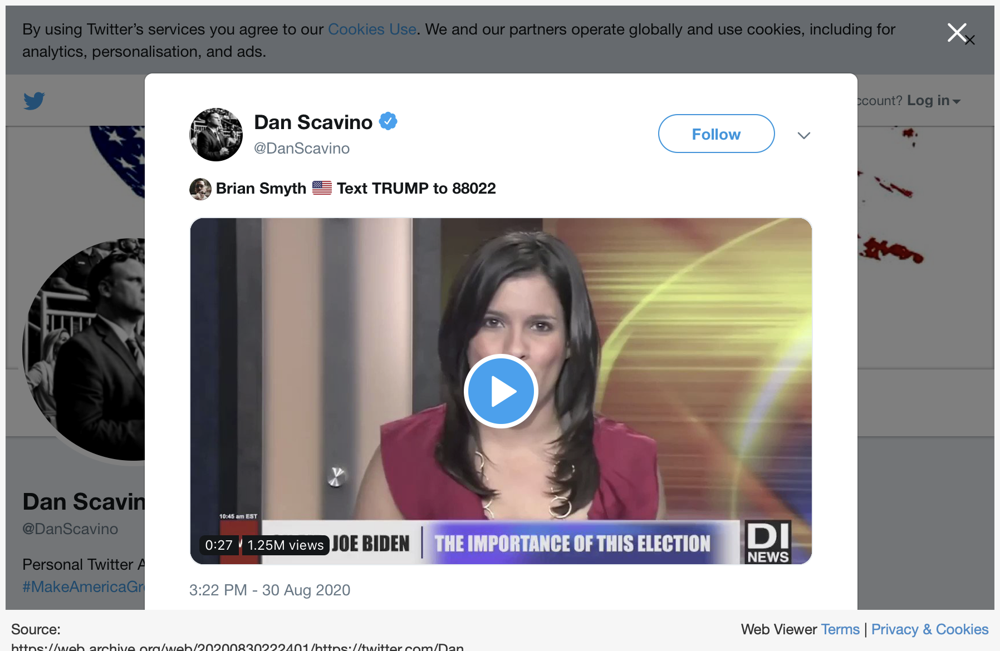 By using Twitter’s services you agree to our Cookies Use. We and our partners operate globally and use cookies, including for
analytics, personalisation, and ads.
ccount? Log in
Dan Scavino
@DanScavino
Follow
Brian Smyth 🇺🇸 Text TRUMP to 88022
10:45 am EST
0:27
1.25M views
JOE BIDEN
THE IMPORTANCE OF THIS ELECTION
DI
NEWS
3:22 PM - 30 Aug 2020
Dan Scavin
@DanScavino
Personal Twitter A
#MakeAmericaGre
Source:
https://web.archive.org/web/20200830222401/https://twitter.com/Dan
Web Viewer Terms | Privacy & Cookies